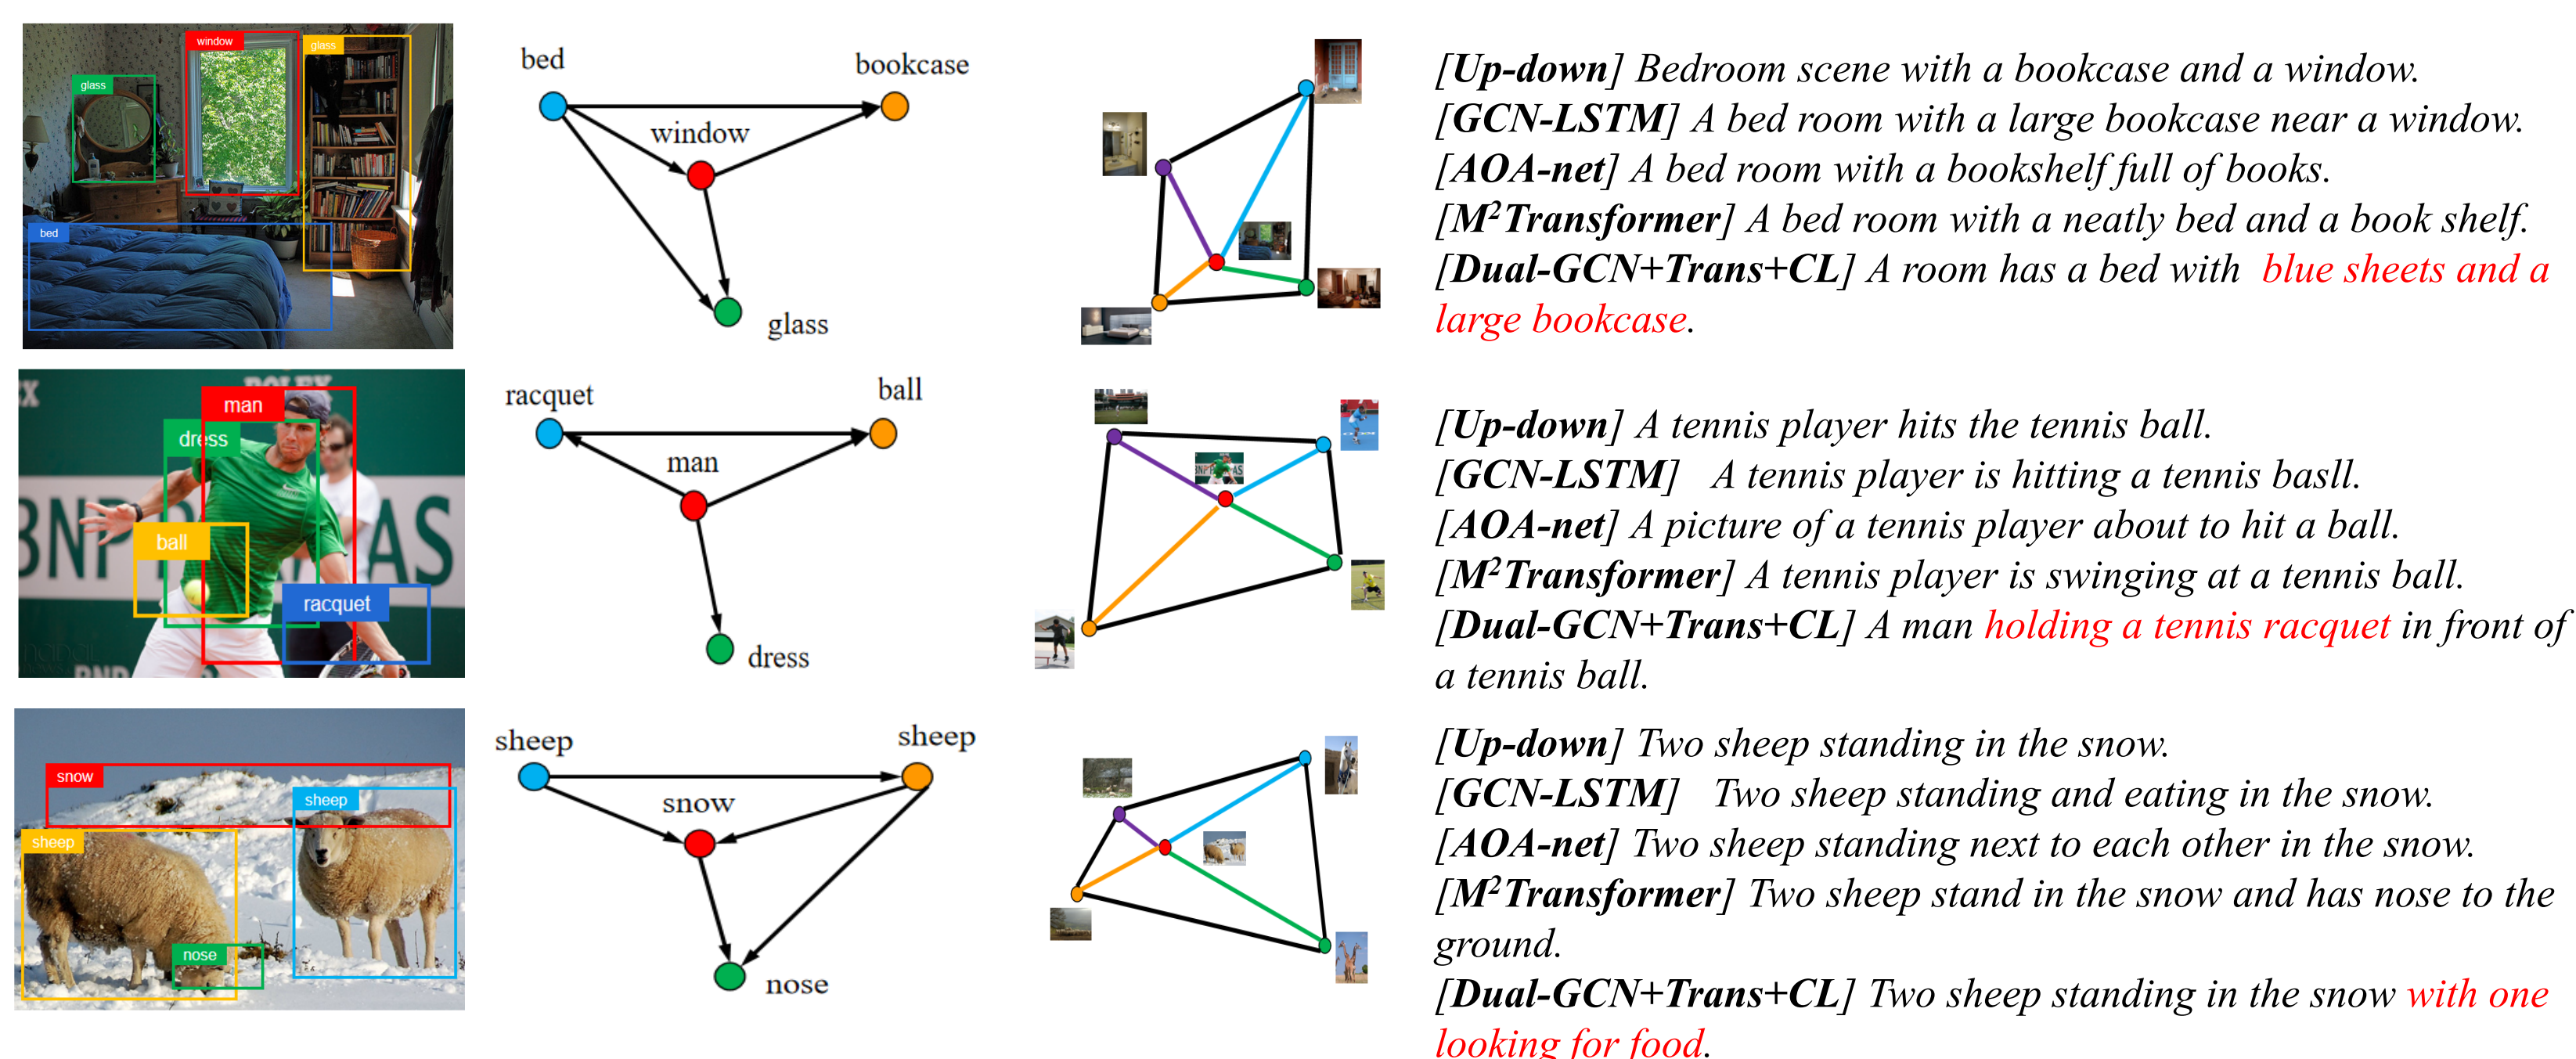 window
glass
glass
bed
bed
bookcase
window
glass
[Up-down] Bedroom scene with a bookcase and a window.
[GCN-LSTM] A bed room with a large bookcase near a window.
[AOA-net] A bed room with a bookshelf full of books.
[M²Transformer] A bed room with a neatly bed and a book shelf.
[Dual-GCN+Trans+CL] A room has a bed with blue sheets and a
large bookcase.
man
dress
ball
racquet
BNP PARIBAS
racquet
ball
man
dress
[Up-down] A tennis player hits the tennis ball.
[GCN-LSTM] A tennis player is hitting a tennis basll.
[AOA-net] A picture of a tennis player about to hit a ball.
[M²Transformer] A tennis player is swinging at a tennis ball.
[Dual-GCN+Trans+CL] A man holding a tennis racquet in front of
a tennis ball.
snow
sheep
sheep
nose
sheep
sheep
snow
nose
[Up-down] Two sheep standing in the snow.
[GCN-LSTM] Two sheep standing and eating in the snow.
[AOA-net] Two sheep standing next to each other in the snow.
[M²Transformer] Two sheep stand in the snow and has nose to the
ground.
[Dual-GCN+Trans+CL] Two sheep standing in the snow with one
looking for food.